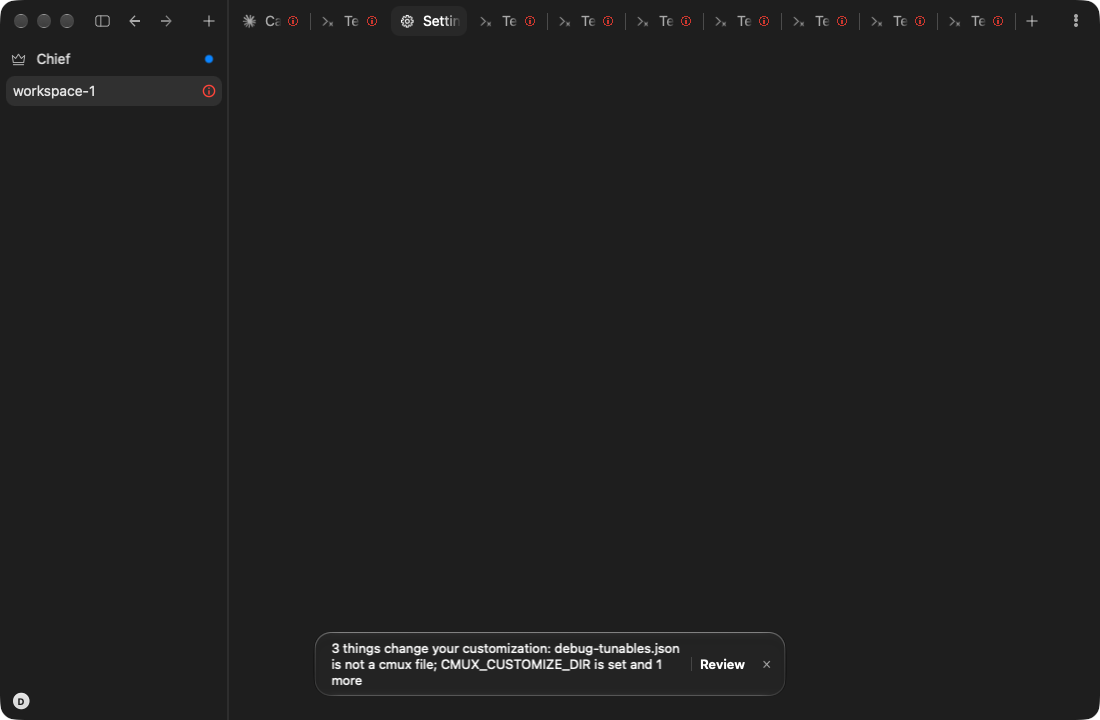 Ca
Te
Settin
Te
Te
Te
Te
Te
Te
Te
Chief
workspace-1
3 things change your customization: debug-tunables.json
is not a cmux file; CMUX_CUSTOMIZE_DIR is set and 1
more
Review
D